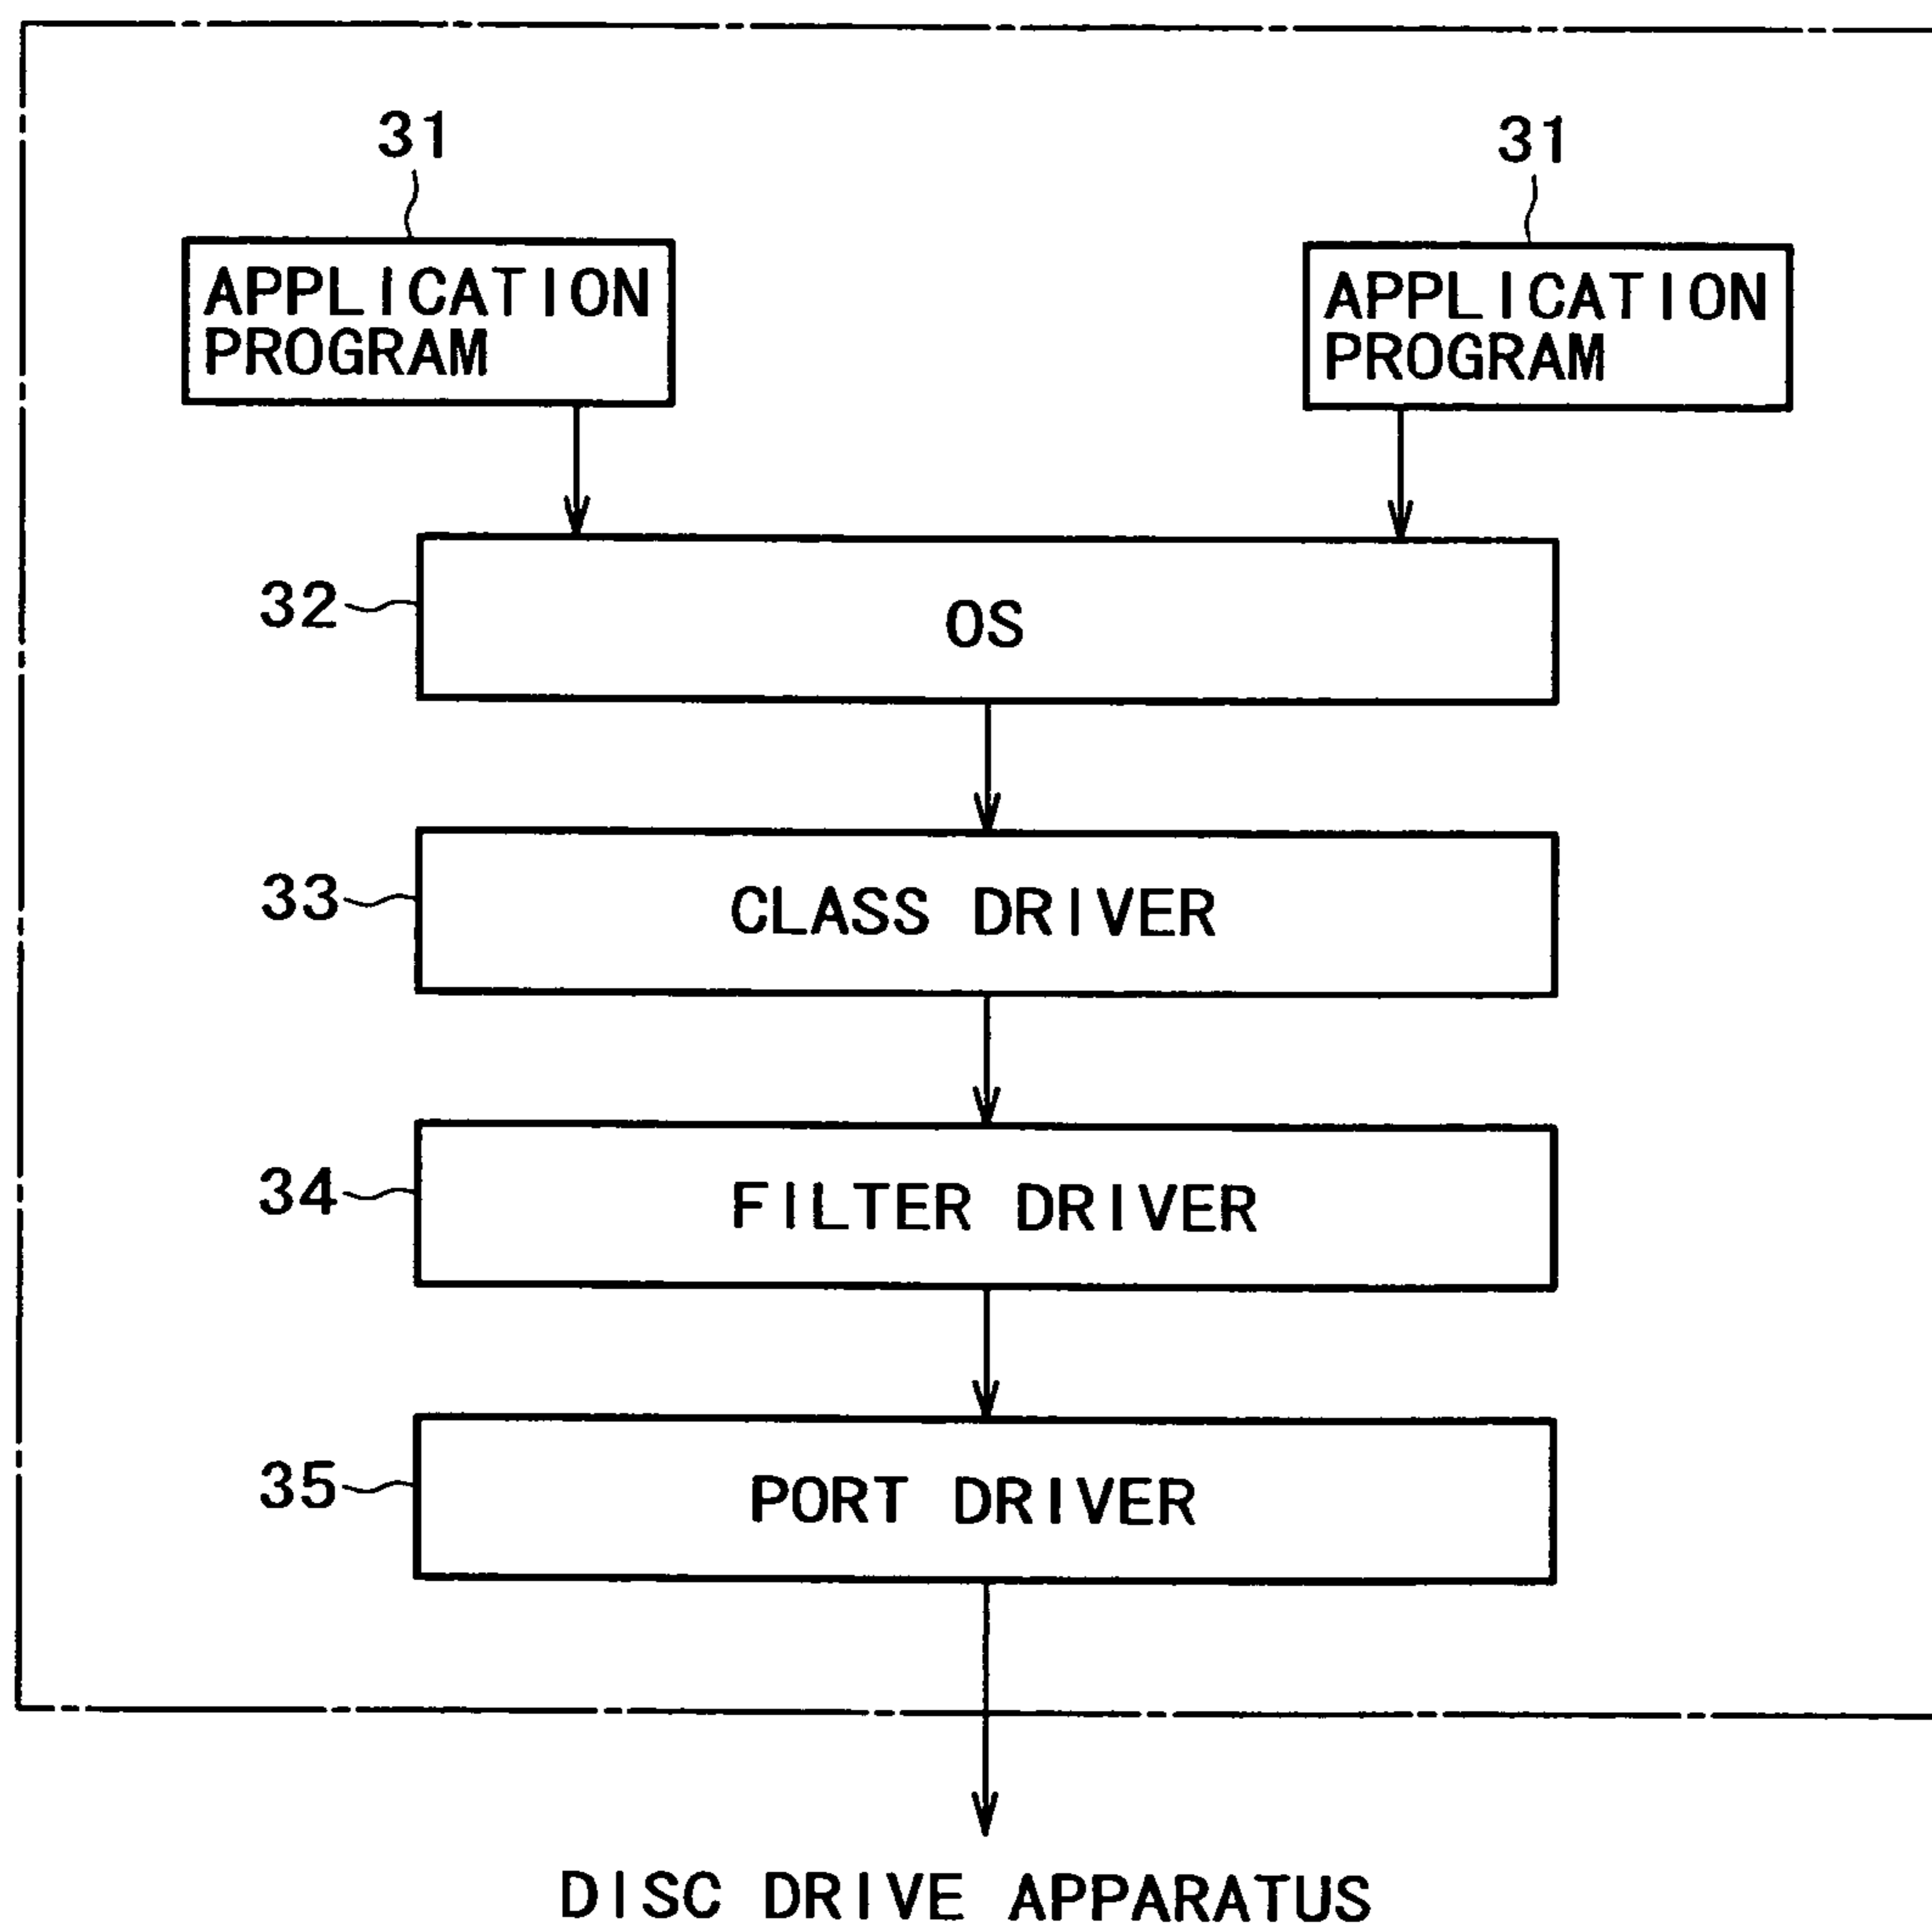 31
31
APPLICATION
PROGRAM
APPLICATION
PROGRAM
32
OS
33
CLASS DRIVER
34
FILTER DRIVER
35
PORT DRIVER
DISC DRIVE APPARATUS